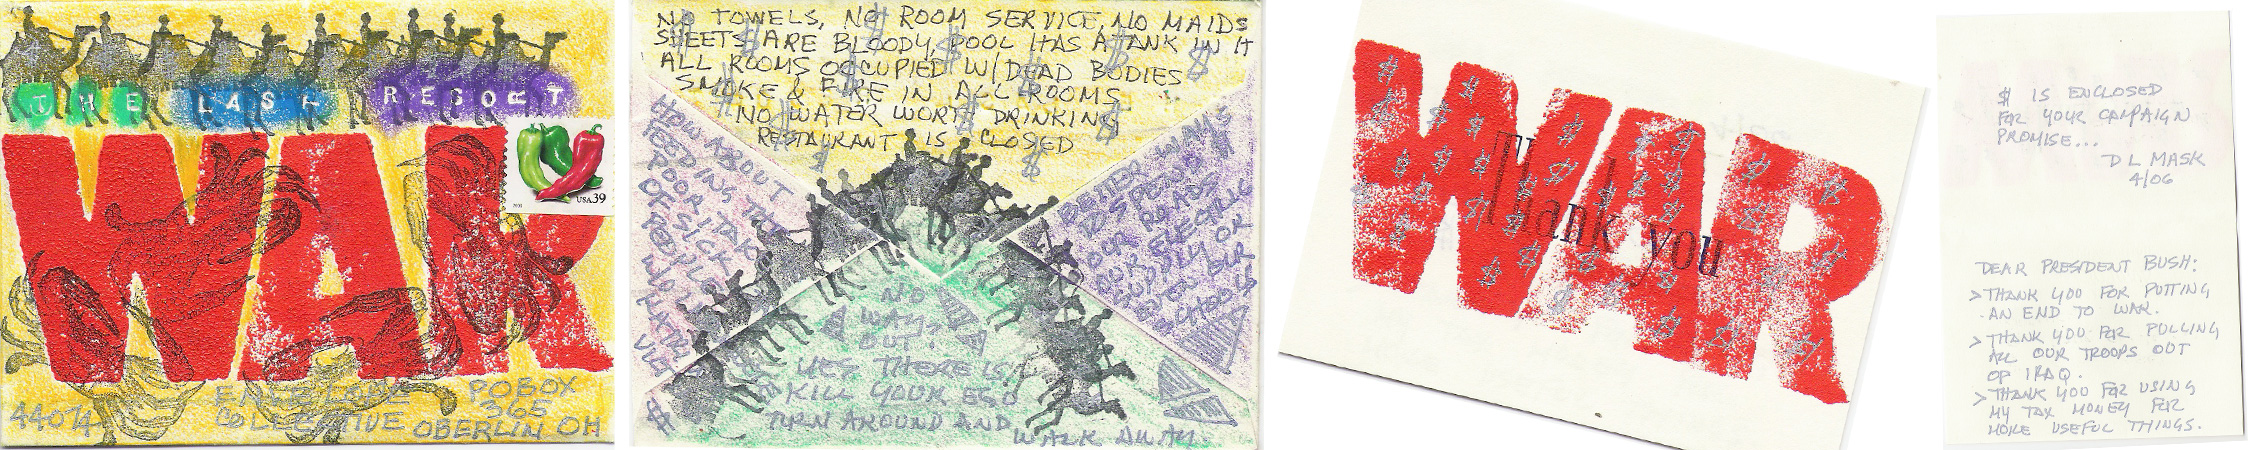 THE LAST RESORT
WAR
USA 39
ENVELOPE
COLLECTIVE
PO BOX
365
OBERLIN OH
44074
NO TOWELS, NO ROOM SERVICE, NO MAIDS
SHEETS ARE BLOODY, POOL HAS A TANK IN IT
ALL ROOMS OCCUPIED W/DEAD BODIES
SMOKE & FIRE IN ALL ROOMS
NO WATER WORTH DRINKING
RESTAURANT IS CLOSED
HOW ABOUT
FEEDING THE
POOR TAKE
OF SICK
BETTER WAYS
TO SPEND
OUR ROADS
OUR ELECTRIC
SUPPLY OR
EVEN OUR
SCHOOLS
NO
WAY
OUT?
YES THERE IS!
KILL YOUR EGO
TURN AROUND AND
WALK AWAY.
WAR
Thank you
$ IS ENCLOSED
FOR YOUR CAMPAIGN
PROMISE...
D L MASK
4/06
DEAR PRESIDENT BUSH:
> THANK YOU FOR PUTTING
AN END TO WAR.
> THANK YOU FOR PULLING
ALL OUR TROOPS OUT
OF IRAQ.
> THANK YOU FOR USING
MY TAX MONEY FOR
MORE USEFUL THINGS.